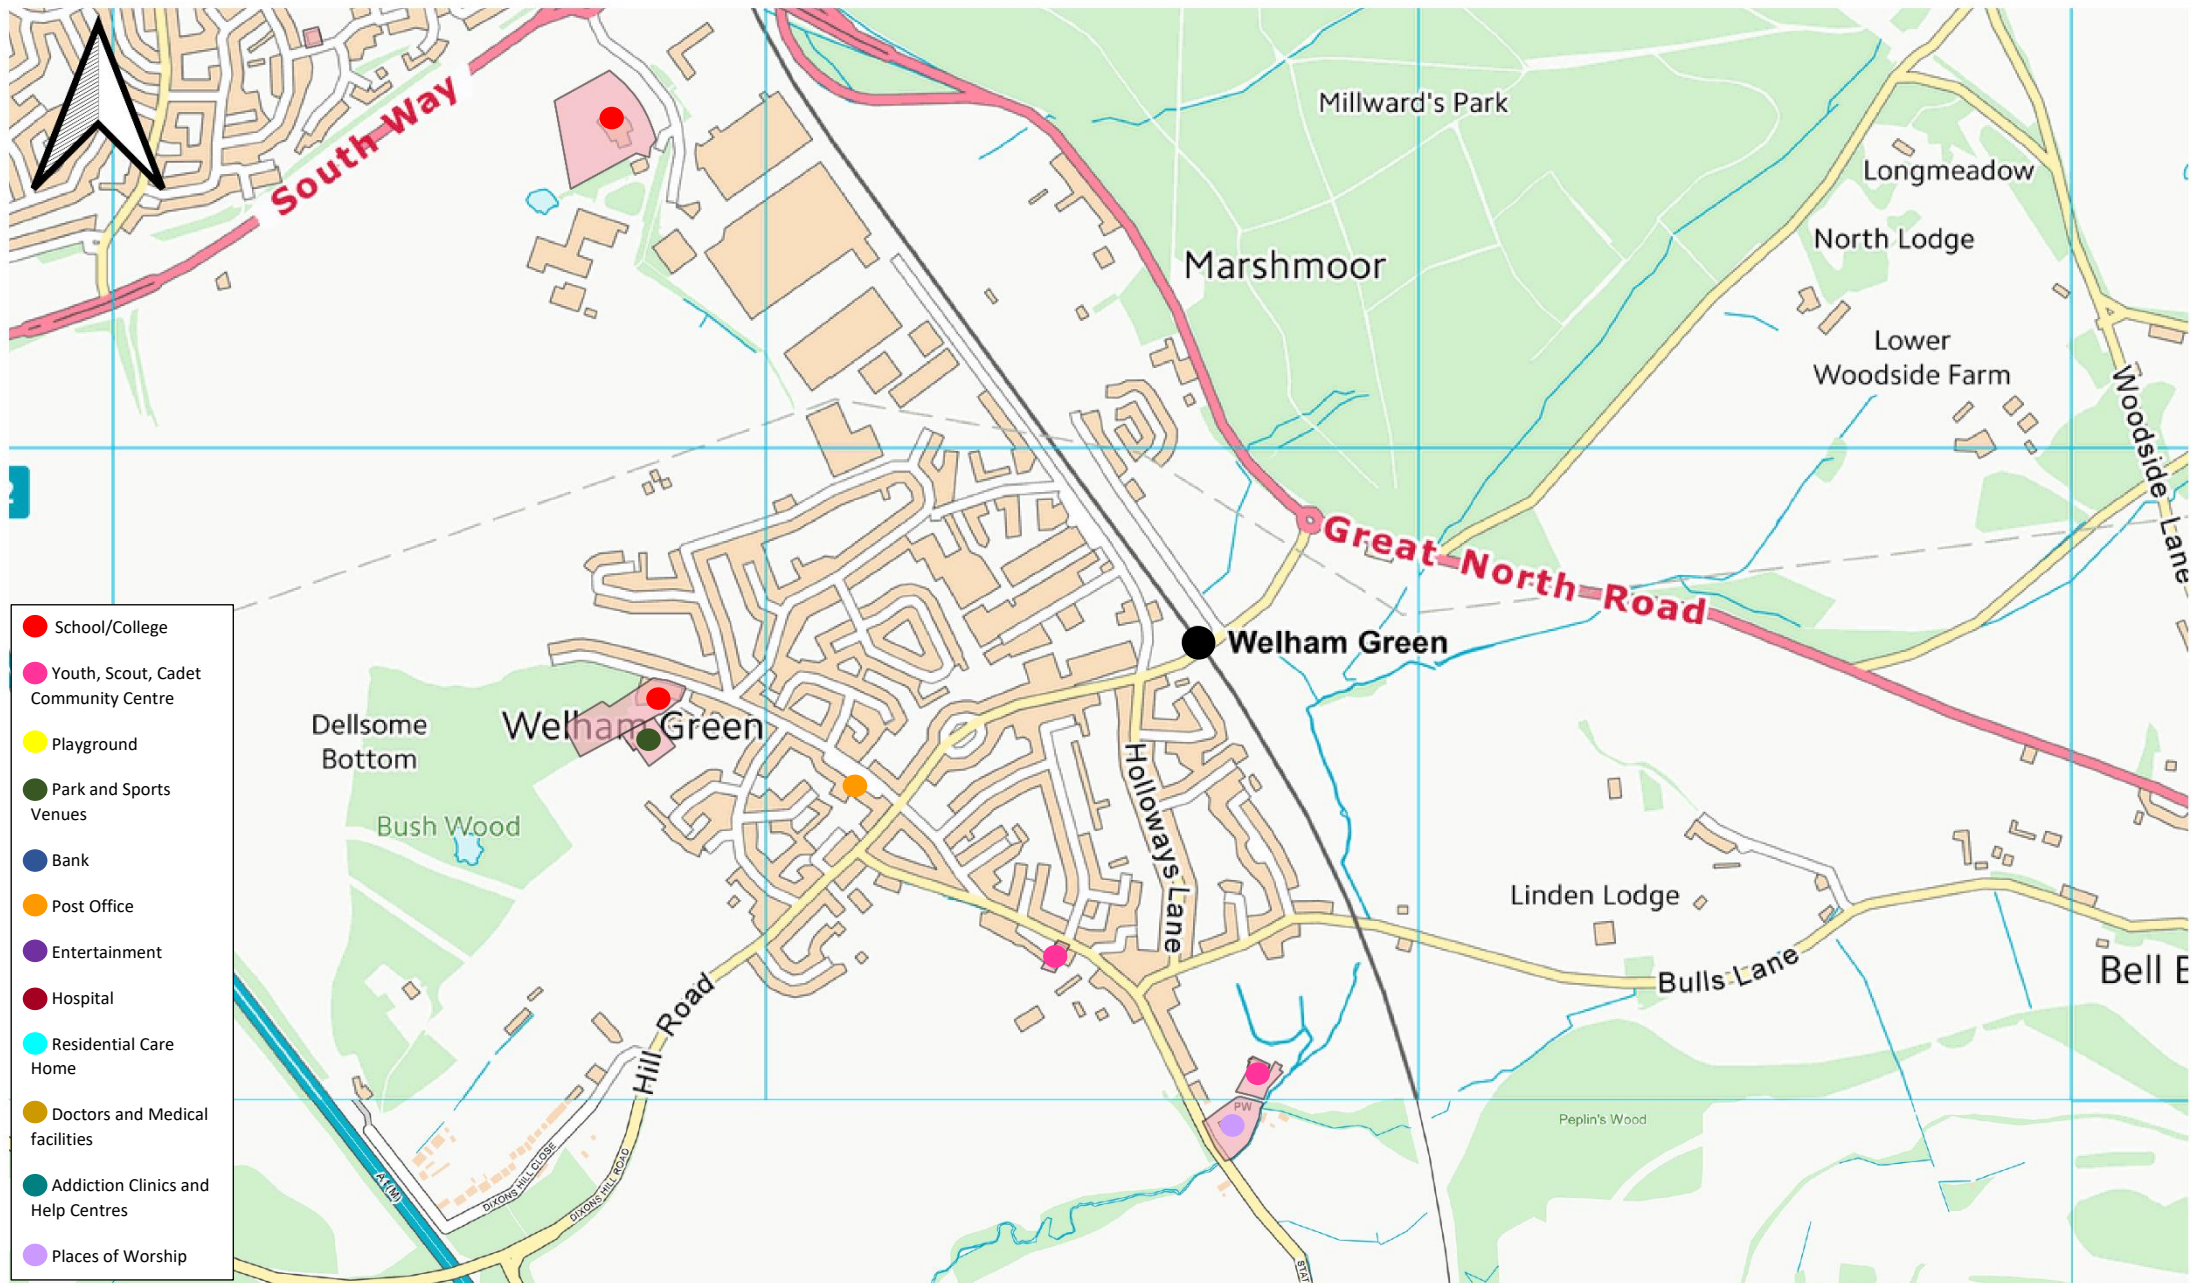 South Way
Millward's Park
Longmeadow
North Lodge
Marshmoor
Lower
Woodside Farm
Woodside Lane
Great North Road
Welham Green
Dellsome
Bottom
Welham Green
Bush Wood
Holloways Lane
Linden Lodge
Bulls Lane
Bell
Hill Road
PW
Peplin's Wood
A1(M)
DIXONS HILL CLOSE
DIXONS HILL ROAD
School/College
Youth, Scout, Cadet
Community Centre
Playground
Park and Sports
Venues
Bank
Post Office
Entertainment
Hospital
Residential Care
Home
Doctors and Medical
facilities
Addiction Clinics and
Help Centres
Places of Worship